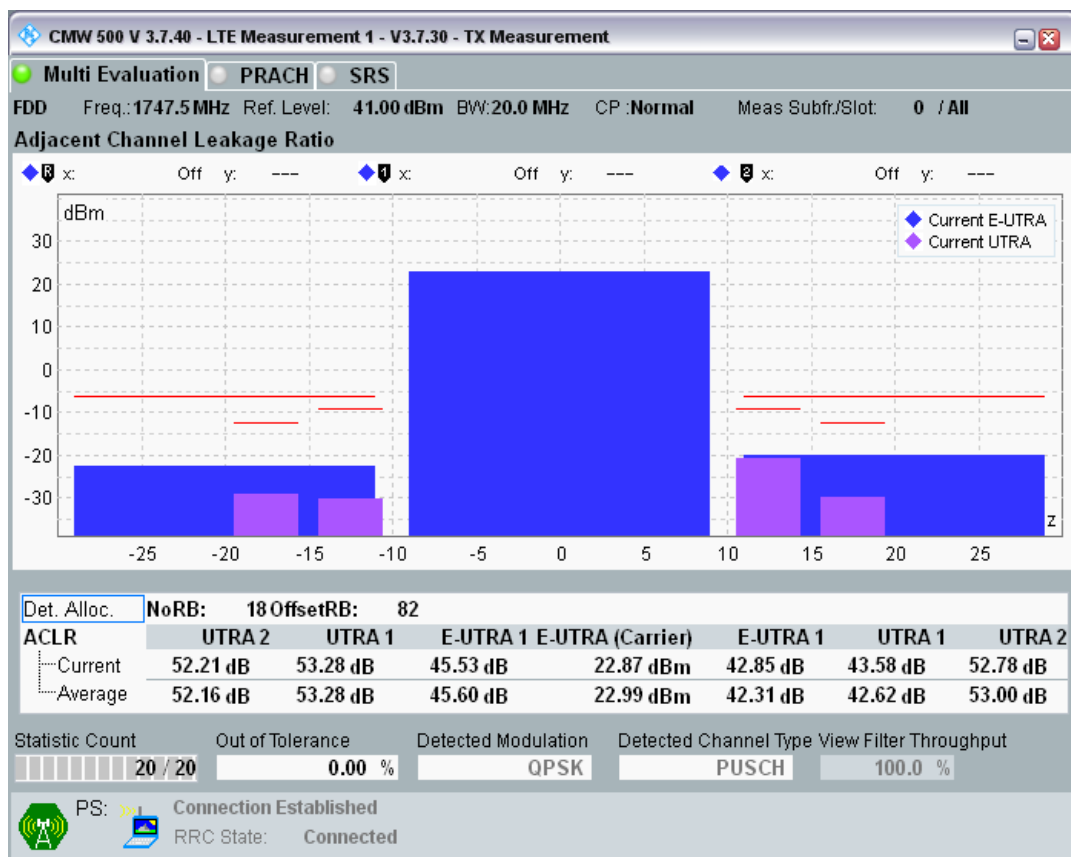 CMW 500 V 3.7.40 - LTE Measurement 1 - V3.7.30 - TX Measurement
Multi Evaluation PRACH SRS
FDD Freq.:1747.5 MHz Ref. Level: 41.00 dBm BW:20.0 MHz CP :Normal Meas Subfr./Slot: 0 / All
Adjacent Channel Leakage Ratio
R x: Off y: --- 1 x: Off y: --- 2 x: Off y: ---
dBm
Current E-UTRA
Current UTRA
30
20
10
0
-10
-20
-30
z
-25 -20 -15 -10 -5 0 5 10 15 20 25
Det. Alloc. NoRB: 18 OffsetRB: 82
ACLR UTRA 2 UTRA 1 E-UTRA 1 E-UTRA (Carrier) E-UTRA 1 UTRA 1 UTRA 2
Current 52.21 dB 53.28 dB 45.53 dB 22.87 dBm 42.85 dB 43.58 dB 52.78 dB
Average 52.16 dB 53.28 dB 45.60 dB 22.99 dBm 42.31 dB 42.62 dB 53.00 dB
Statistic Count Out of Tolerance Detected Modulation Detected Channel Type View Filter Throughput
20 / 20 0.00 % QPSK PUSCH 100.0 %
PS: Connection Established
RRC State: Connected